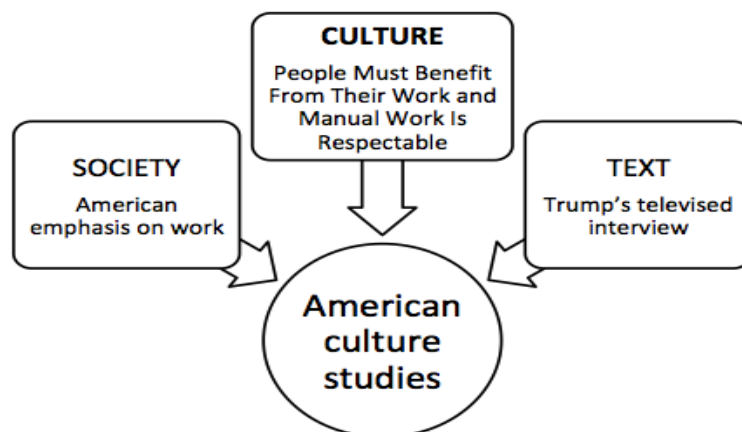 CULTURE
People Must Benefit
From Their Work and
Manual Work Is
Respectable
SOCIETY
American
emphasis on work
TEXT
Trump's televised
interview
American
culture
studies